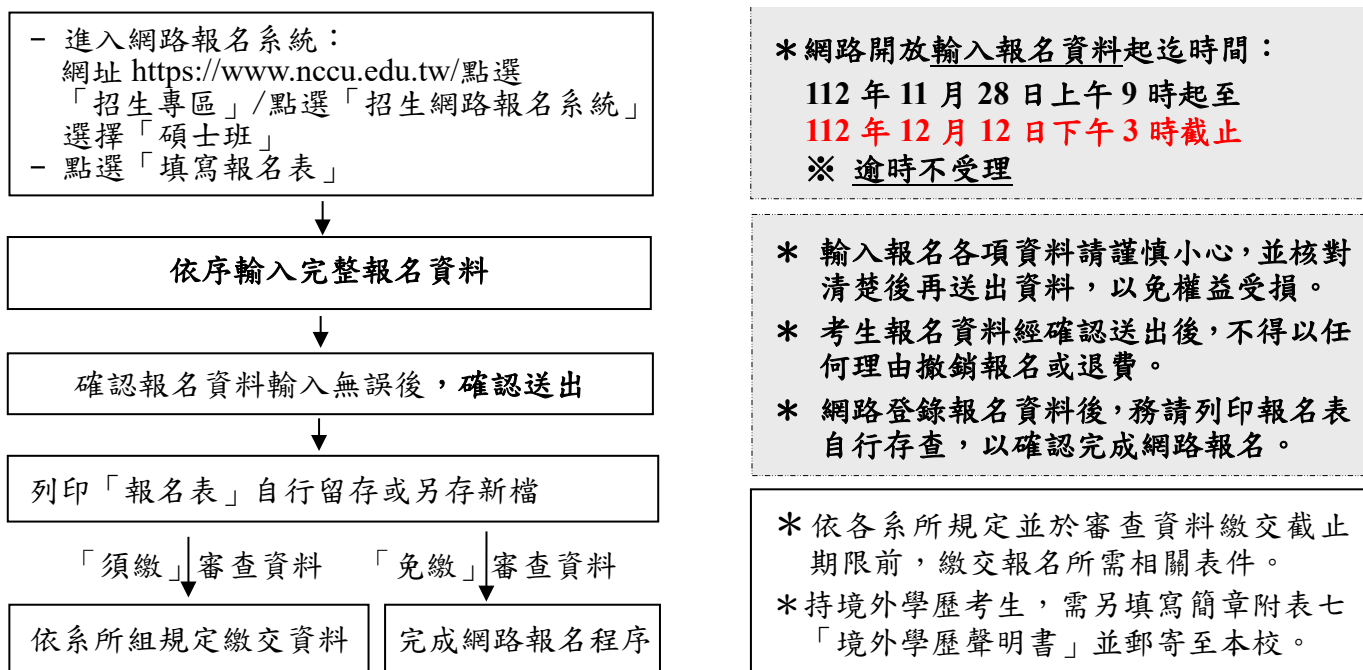 - 進入網路報名系統：
網址 https://www.nccu.edu.tw/點選
「招生專區」/點選「招生網路報名系統」
選擇「碩士班」
- 點選「填寫報名表」
依序輸入完整報名資料
確認報名資料輸入無誤後，確認送出
列印「報名表」自行留存或另存新檔
「須繳」審查資料 「免繳」審查資料
依系所組規定繳交資料 完成網路報名程序
＊網路開放輸入報名資料起迄時間：
112 年 11 月 28 日上午 9 時起至
112 年 12 月 12 日下午 3 時截止
※ 逾時不受理
＊ 輸入報名各項資料請謹慎小心，並核對
清楚後再送出資料，以免權益受損。
＊ 考生報名資料經確認送出後，不得以任
何理由撤銷報名或退費。
＊ 網路登錄報名資料後，務請列印報名表
自行存查，以確認完成網路報名。
＊依各系所規定並於審查資料繳交截止
期限前，繳交報名所需相關表件。
＊持境外學歷考生，需另填寫簡章附表七
「境外學歷聲明書」並郵寄至本校。